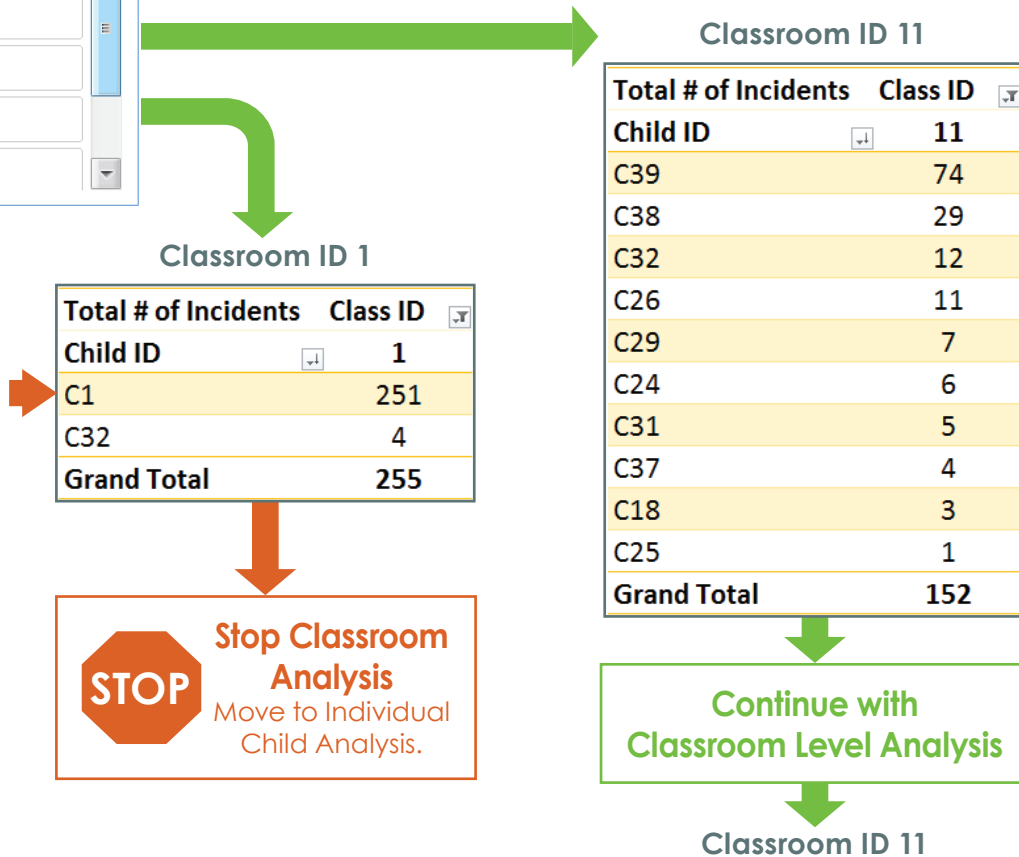 Classroom ID 11
Total # of Incidents Class ID
Child ID 11
C39 74
C38 29
C32 12
C26 11
C29 7
C24 6
C31 5
C37 4
C18 3
C25 1
Grand Total 152
Continue with
Classroom Level Analysis
Classroom ID 11
Classroom ID 1
Total # of Incidents Class ID
Child ID 1
C1 251
C32 4
Grand Total 255
STOP
Stop Classroom
Analysis
Move to Individual
Child Analysis.